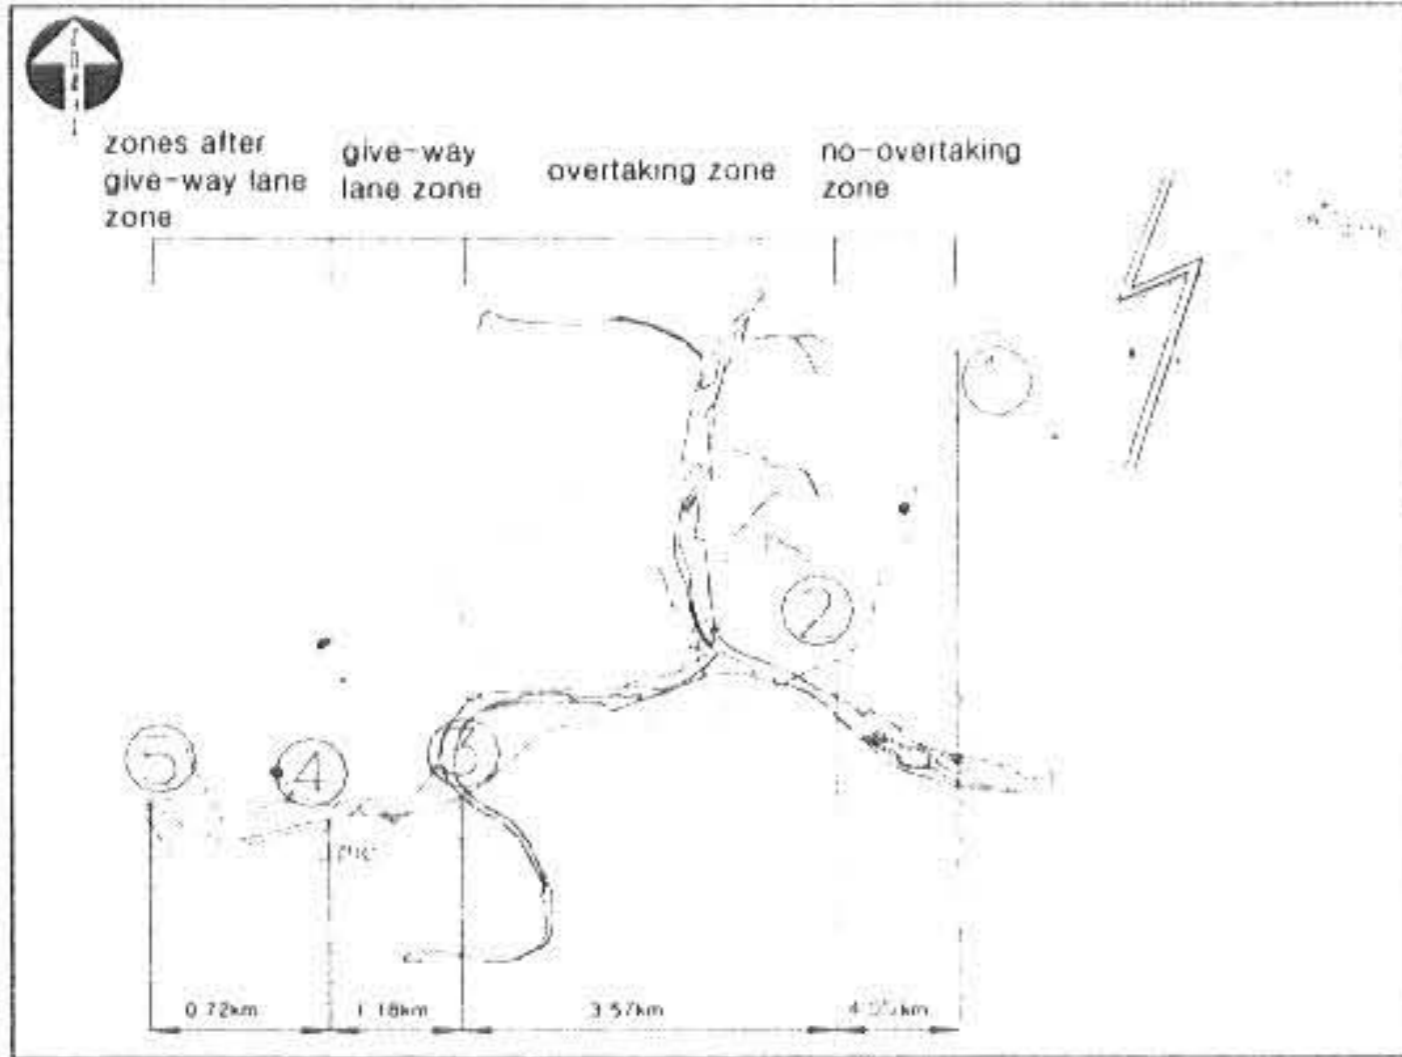 zones after
give-way lane
zone
give-way
lane zone
overtaking zone
no-overtaking
zone
2
3
4
5
0.72km
1.18km
3.57km